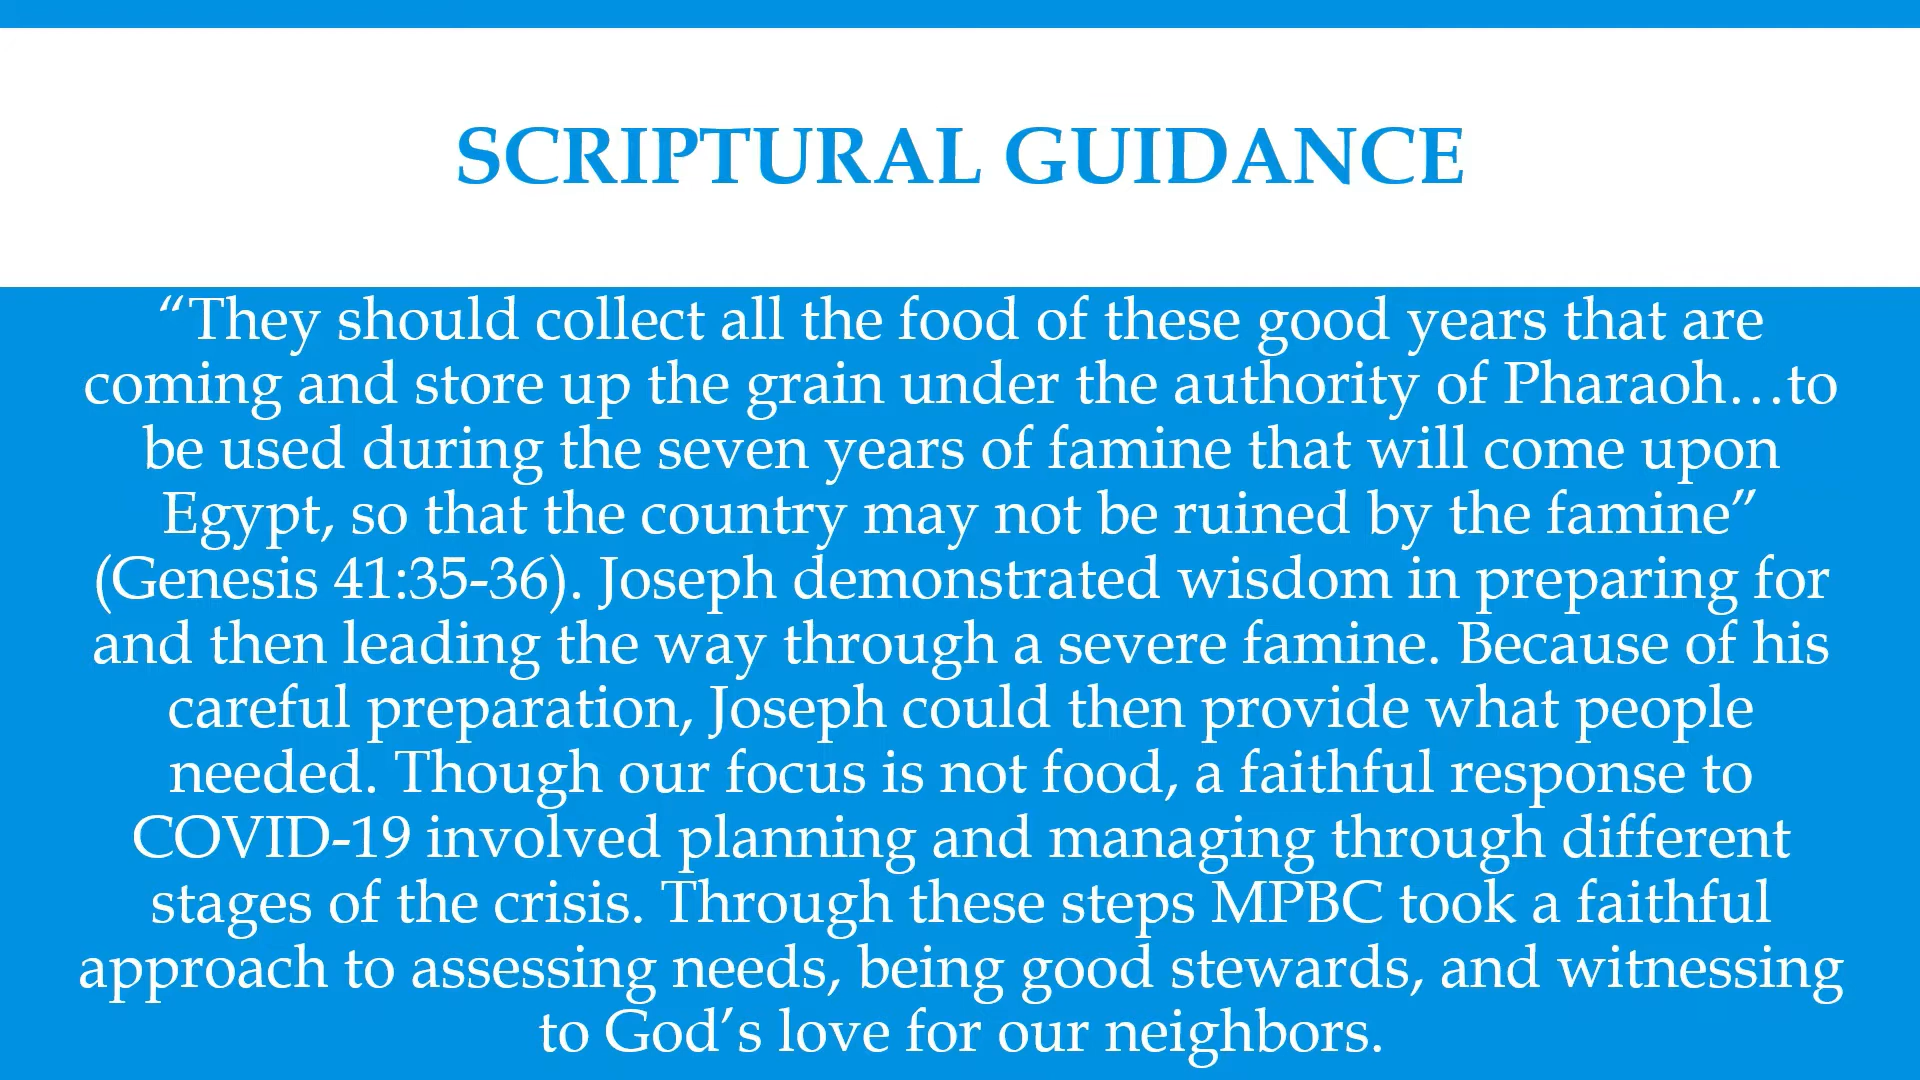 SCRIPTURAL GUIDANCE
“They should collect all the food of these good years that are
coming and store up the grain under the authority of Pharaoh…to
be used during the seven years of famine that will come upon
Egypt, so that the country may not be ruined by the famine”
(Genesis 41:35-36). Joseph demonstrated wisdom in preparing for
and then leading the way through a severe famine. Because of his
careful preparation, Joseph could then provide what people
needed. Though our focus is not food, a faithful response to
COVID-19 involved planning and managing through different
stages of the crisis. Through these steps MPBC took a faithful
approach to assessing needs, being good stewards, and witnessing
to God’s love for our neighbors.